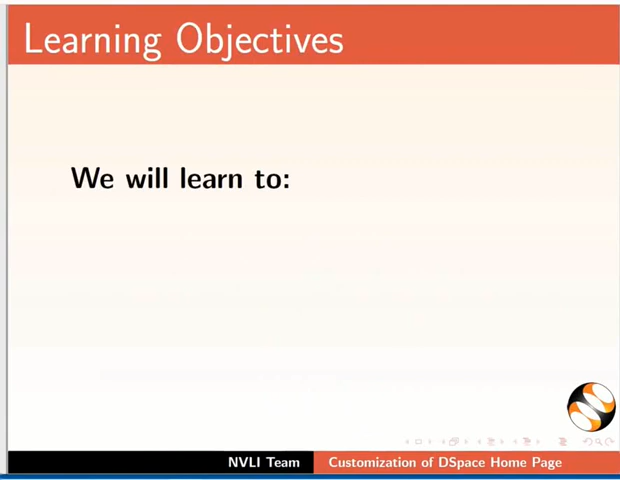 Learning Objectives
We will learn to:
NVLI Team Customization of DSpace Home Page